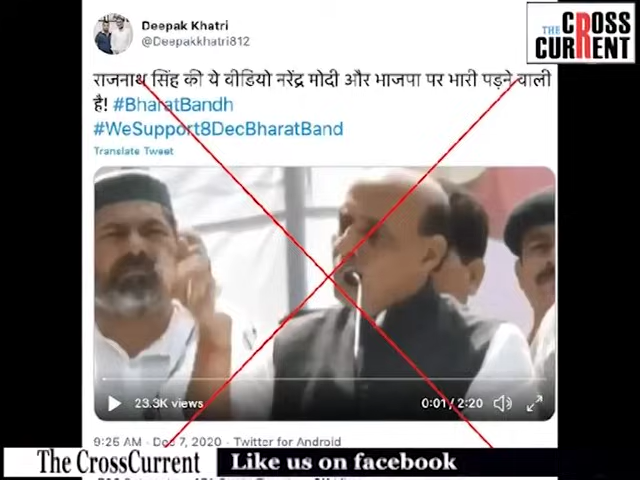 Deepak Khatri
@Deepakkhatri812
THE CROSS
CURRENT
राजनाथ सिंह की ये वीडियो नरेंद्र मोदी और भाजपा पर भारी पड़ने वाली
है! #BharatBandh
#WeSupport8DecBharatBand
Translate Tweet
23.3K views
0:01/2:20
9:25 AM · Dec 7, 2020 · Twitter for Android
The CrossCurrent
Like us on facebook